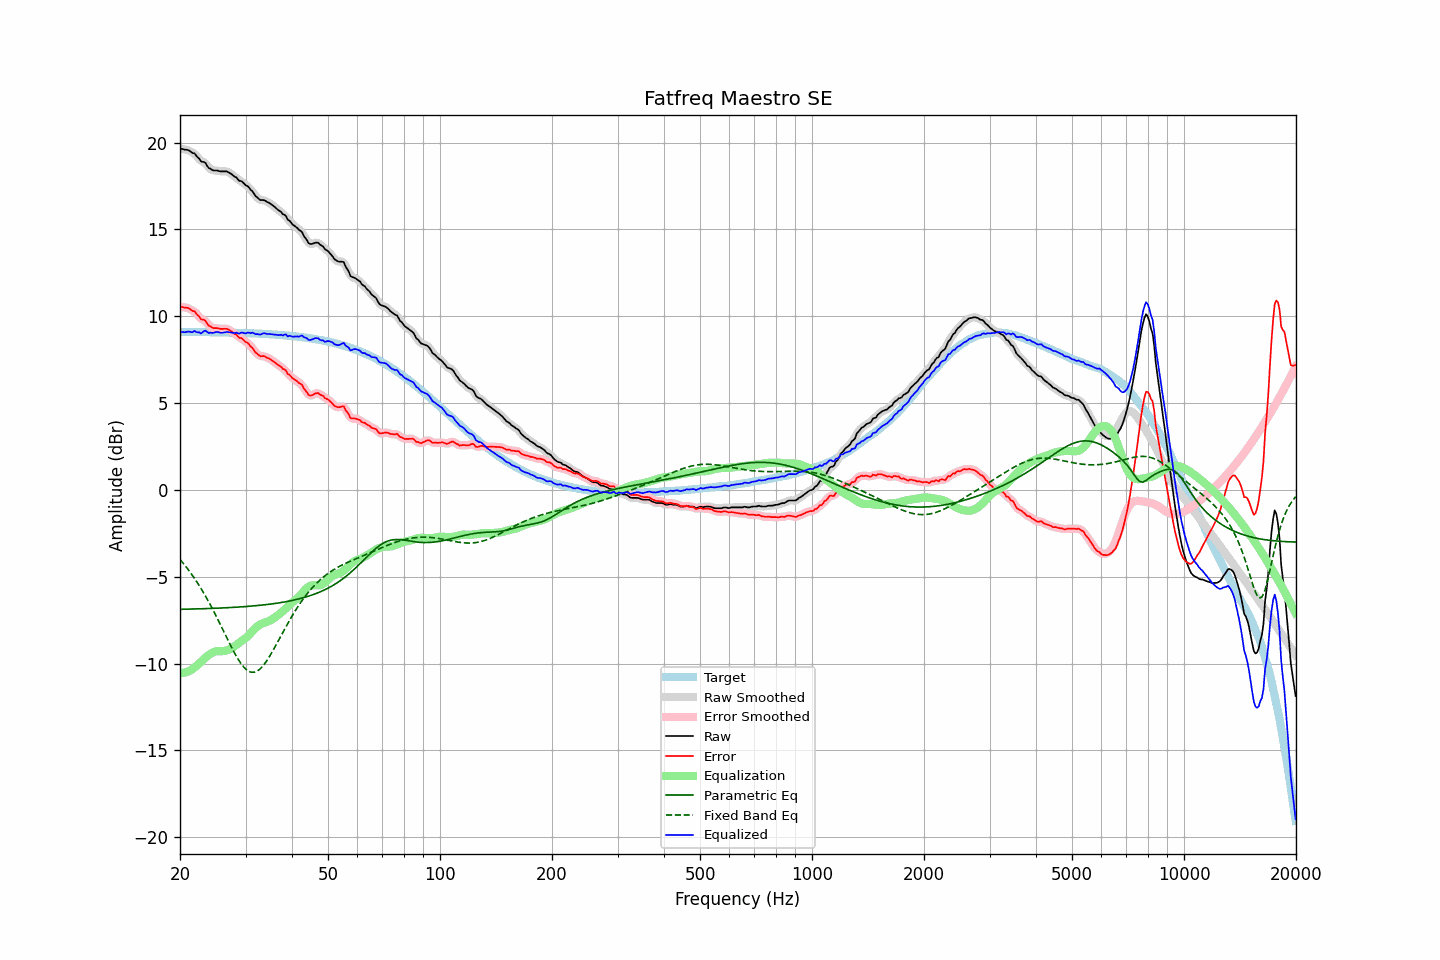 Fatfreq Maestro SE
Amplitude (dBr)
20
15
10
5
0
−5
−10
−15
−20
Target
Raw Smoothed
Error Smoothed
Raw
Error
Equalization
Parametric Eq
Fixed Band Eq
Equalized
20 50 100 200 500 1000 2000 5000 10000 20000
Frequency (Hz)